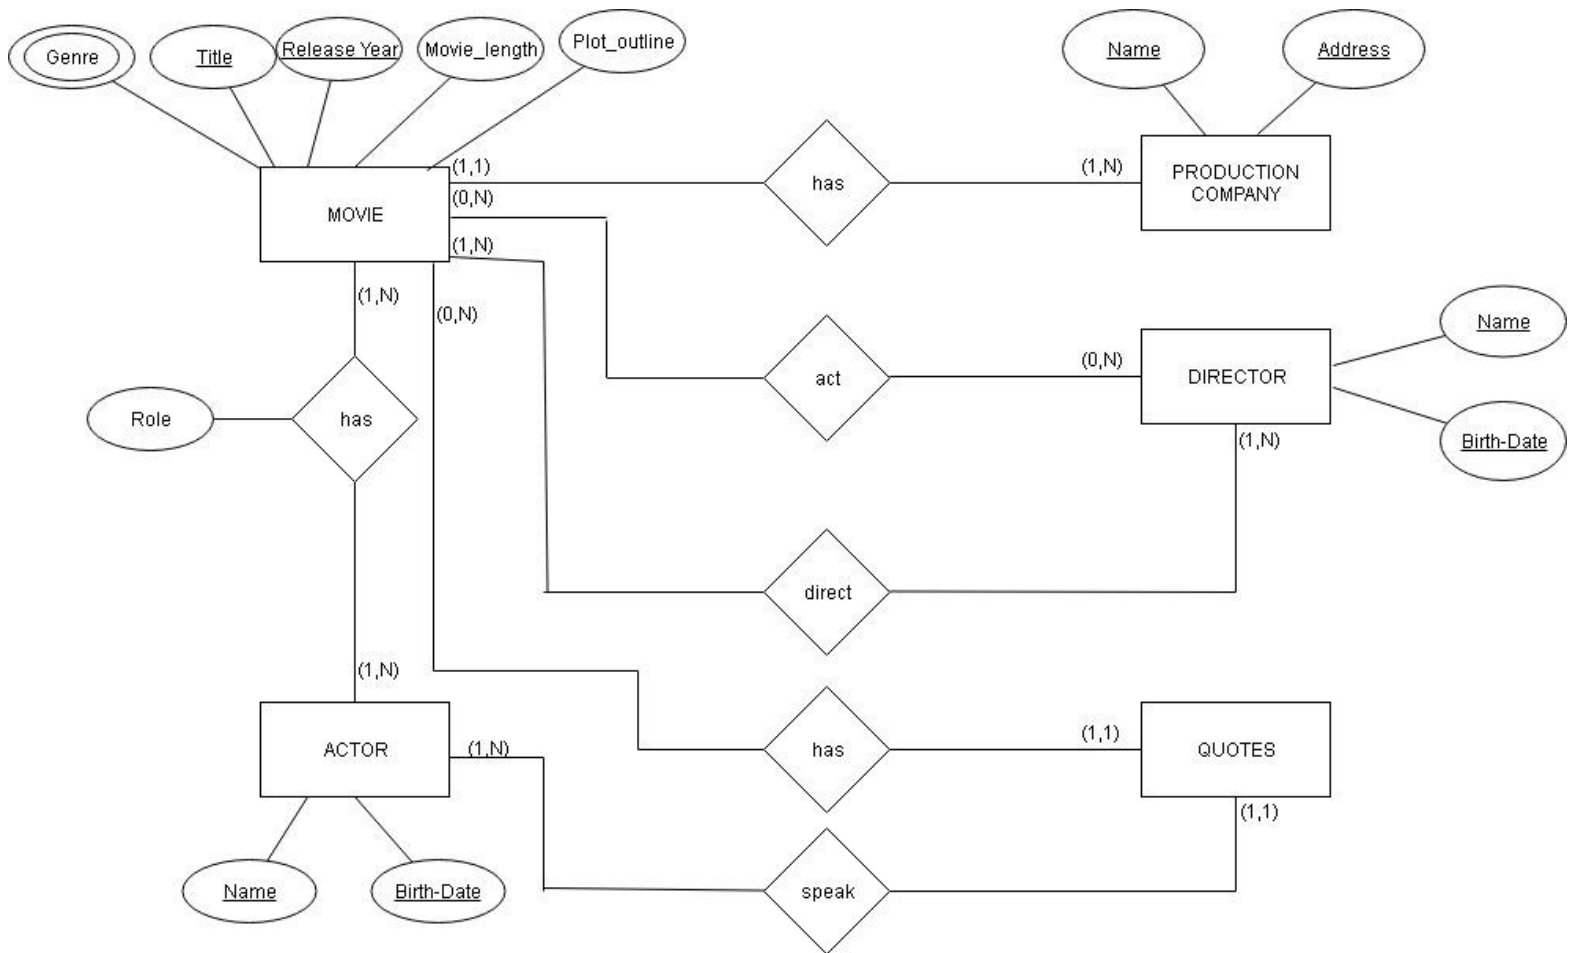 Genre
Title
Release Year
Movie_length
Plot_outline
Name
Address
(1,1)
(1,N)
has
PRODUCTION
COMPANY
MOVIE
(0,N)
(1,N)
(1,N)
(0,N)
Name
act
(0,N)
DIRECTOR
Role
has
(1,N)
Birth-Date
direct
(1,N)
ACTOR
(1,N)
has
(1,1)
QUOTES
(1,1)
Name
Birth-Date
speak